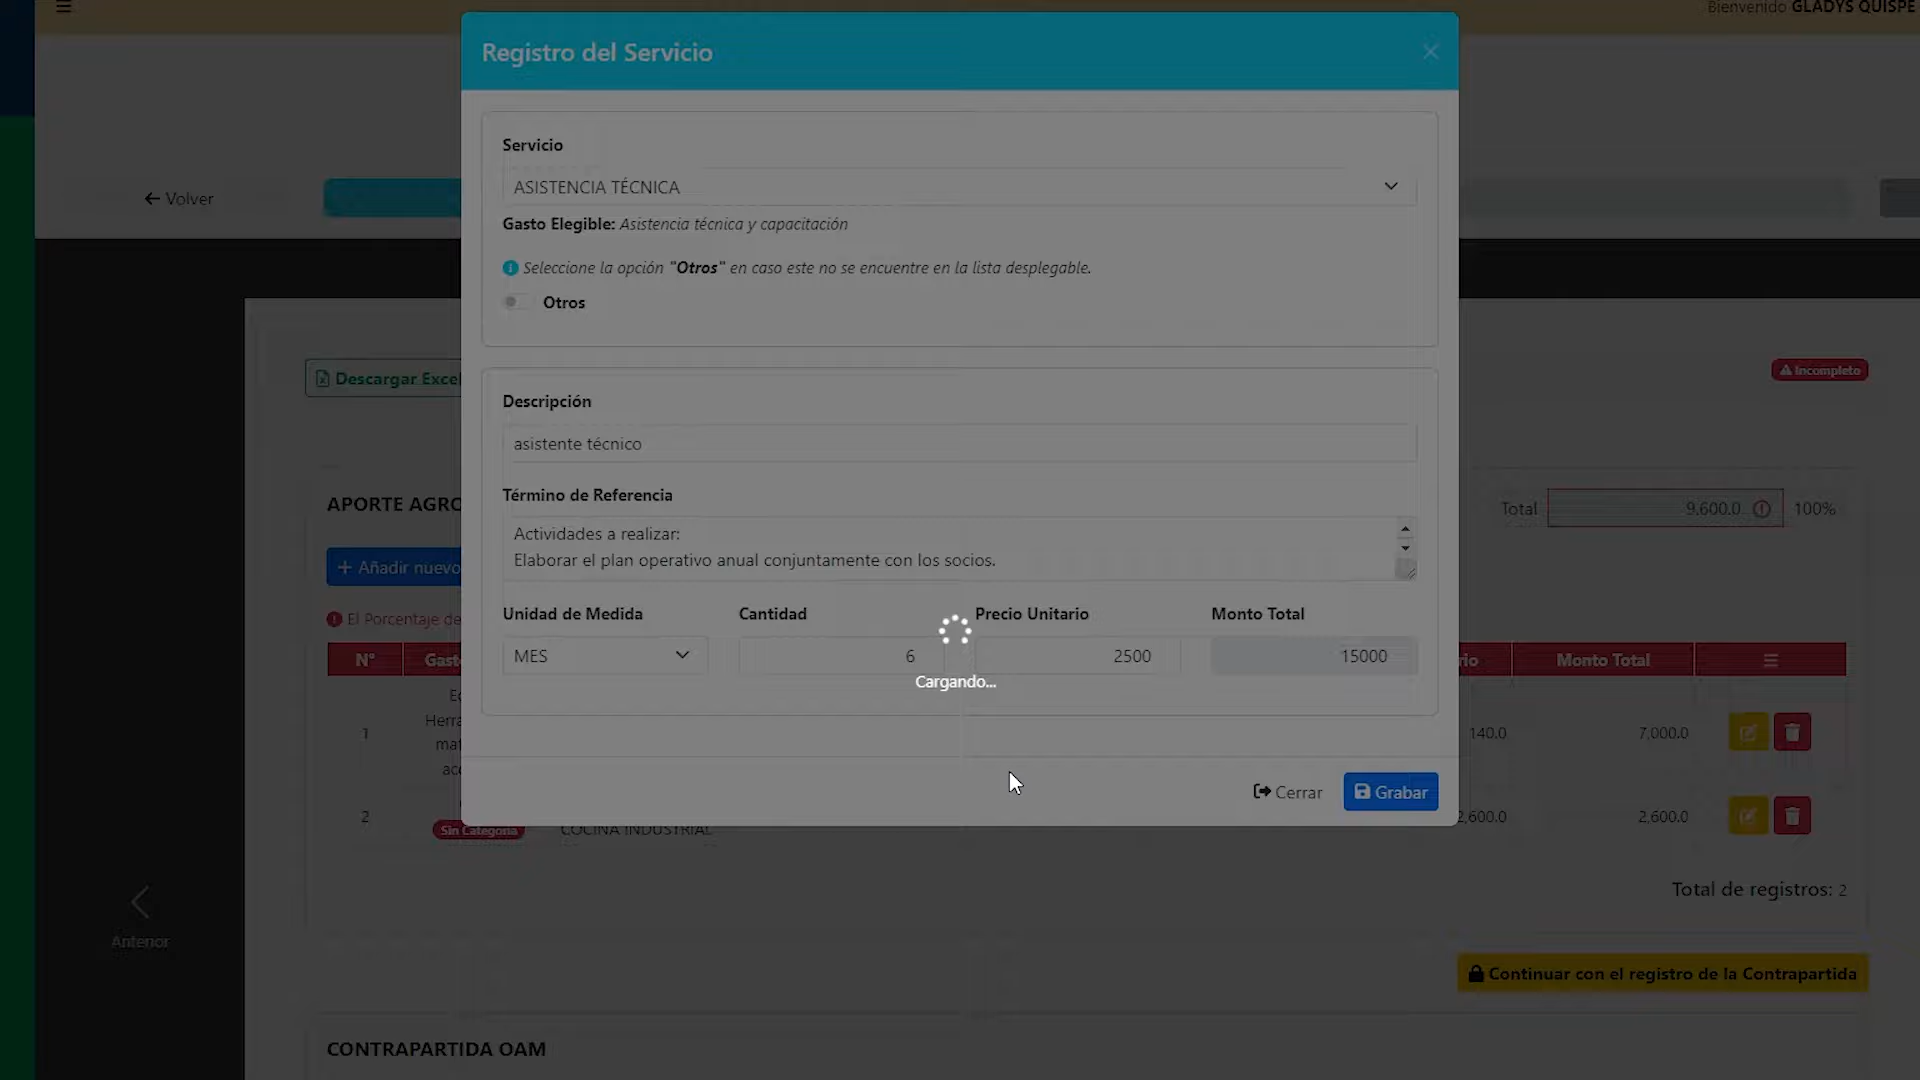 Bienvenido GLADYS QUISPE
Registro del Servicio
Servicio
ASISTENCIA TÉCNICA
Gasto Elegible: Asistencia técnica y capacitación
Seleccione la opción "Otros" en caso este no se encuentre en la lista desplegable.
Otros
Volver
Descargar Excel
Incompleto
Descripción
asistente técnico
Término de Referencia
Actividades a realizar:
Elaborar el plan operativo anual conjuntamente con los socios.
APORTE AGRO
Total 9,600.0 100%
+ Añadir nuevo
Unidad de Medida Cantidad Precio Unitario Monto Total
MES 6 2500 15000
Cargando...
El Porcentaje de
N° Gast Monto Total
1 140.0 7,000.0
Herra
mat
Cerrar Grabar
2 Sin Categoria COCINA INDUSTRIAL 2,600.0 2,600.0
Total de registros: 2
Anterior
Continuar con el registro de la Contrapartida
CONTRAPARTIDA OAM